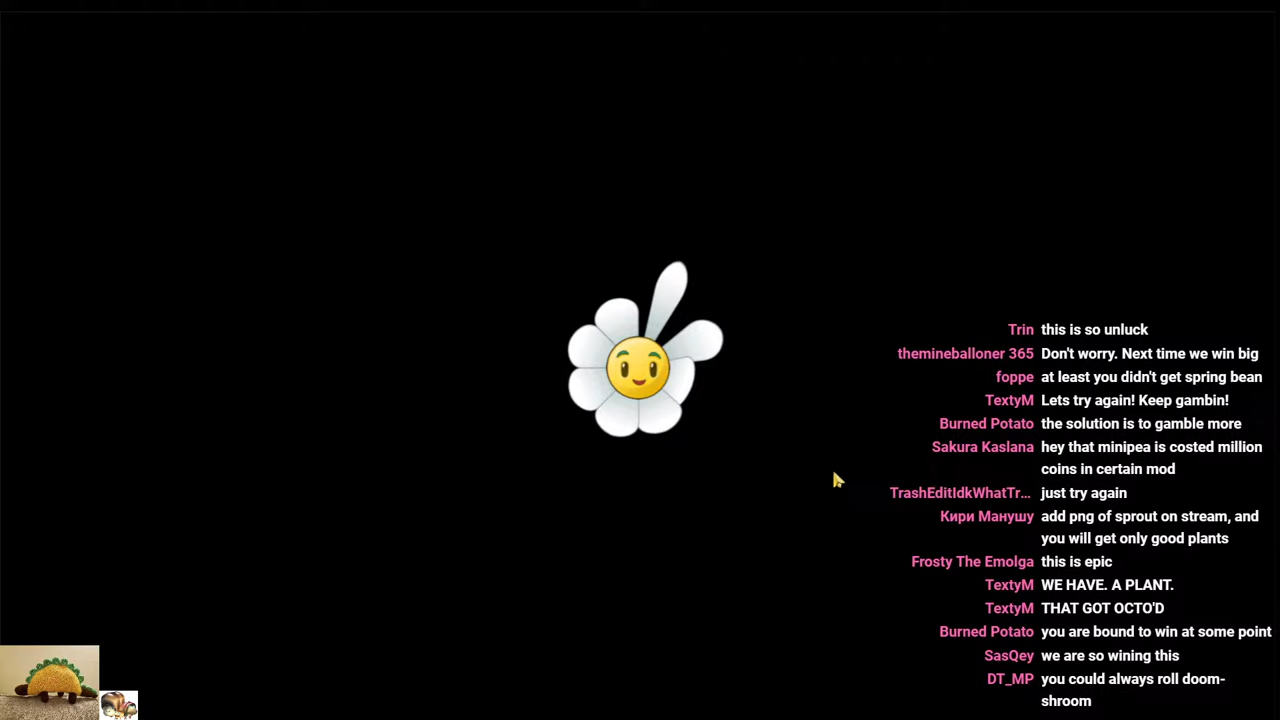 Trin this is so unluck
themineballoner 365 Don't worry. Next time we win big
foppe at least you didn't get spring bean
TextyM Lets try again! Keep gambin!
Burned Potato the solution is to gamble more
Sakura Kaslana hey that minipea is costed million
coins in certain mod
TrashEditIdkWhatTr... just try again
Кири Манушу add png of sprout on stream, and
you will get only good plants
Frosty The Emolga this is epic
TextyM WE HAVE. A PLANT.
TextyM THAT GOT OCTO'D
Burned Potato you are bound to win at some point
SasQey we are so wining this
DT_MP you could always roll doom-
shroom